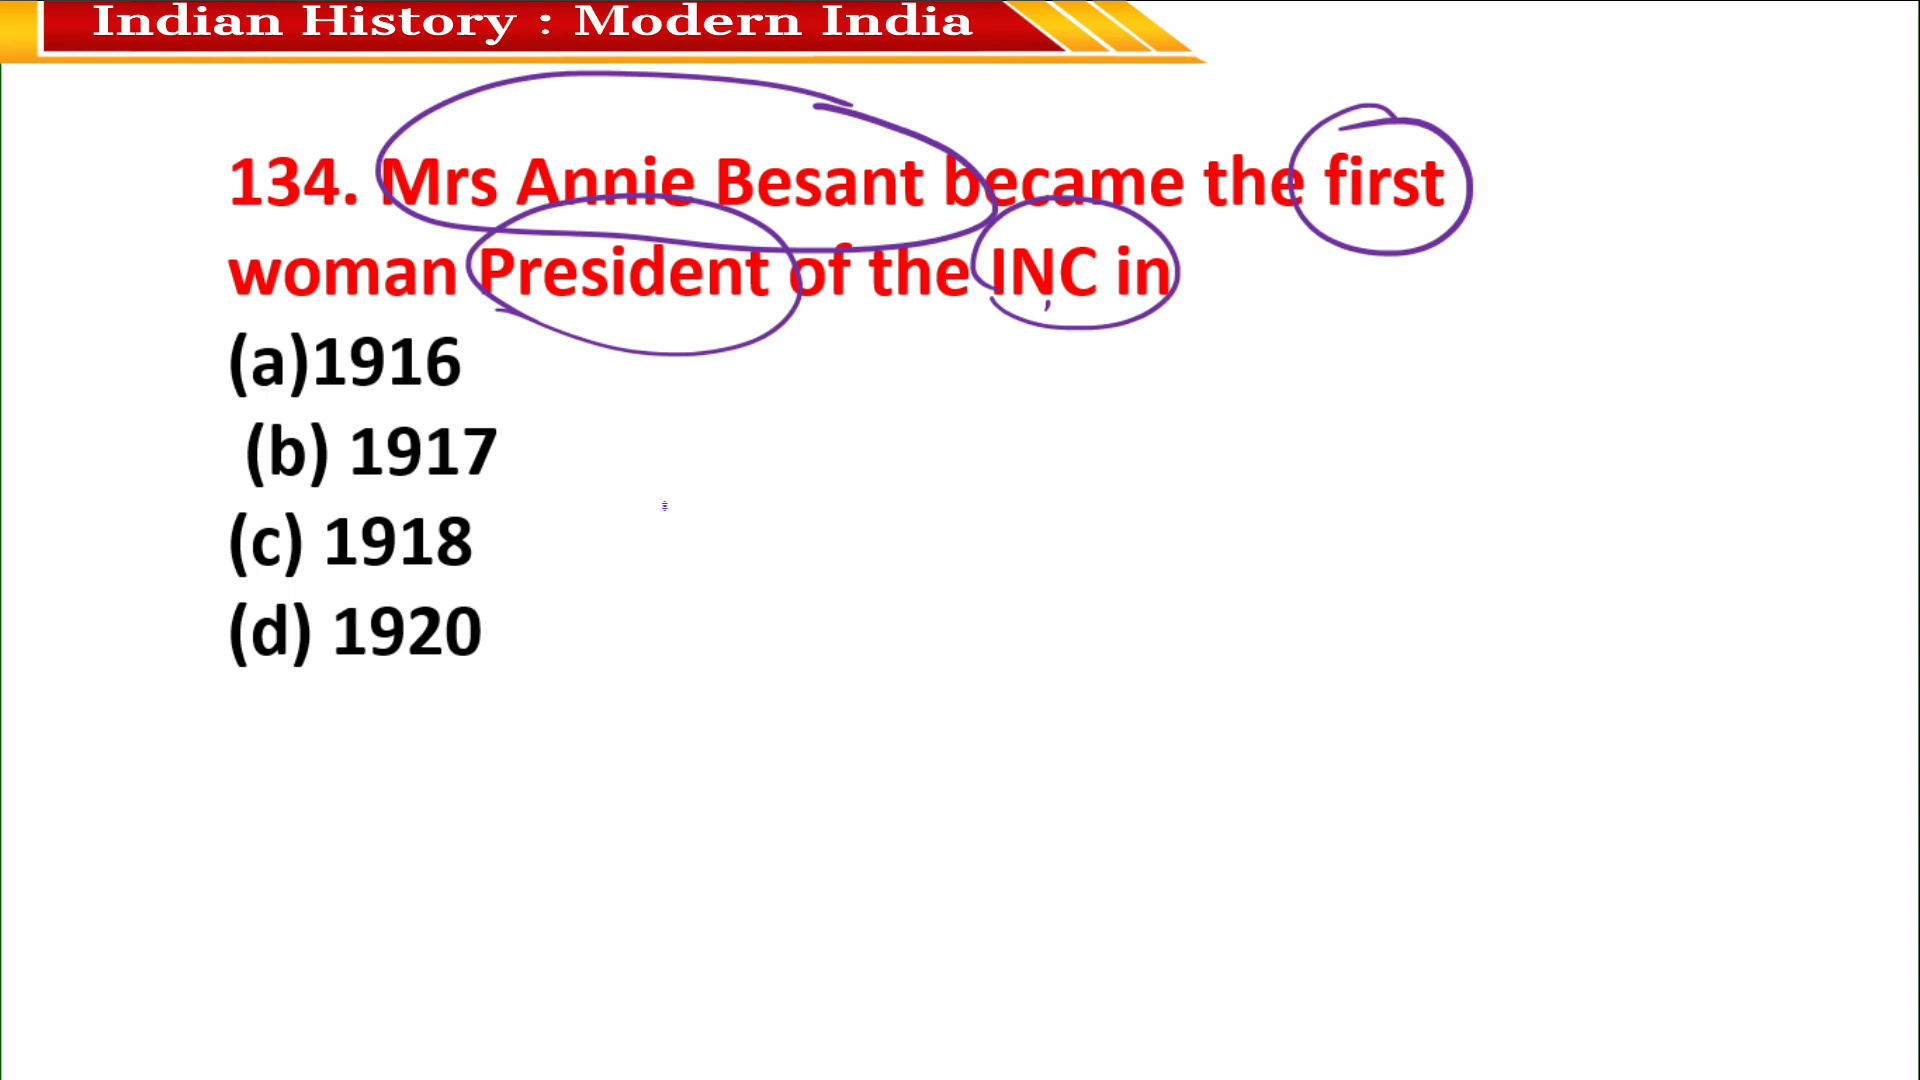 Indian History : Modern India
134. Mrs Annie Besant became the first
woman President of the INC in
(a)1916
(b) 1917
(c) 1918
(d) 1920